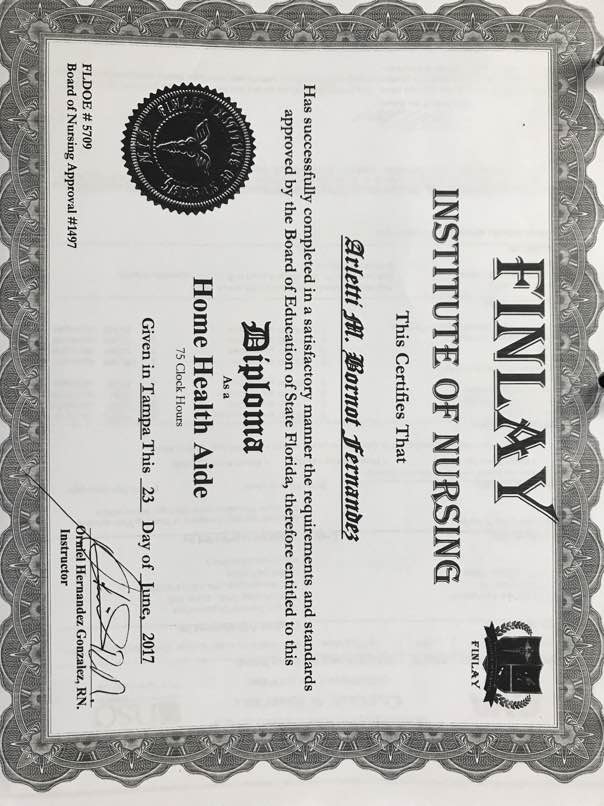 FINLAY
INSTITUTE OF NURSING
FINLAY
This Certifies That
Arletti M. Bornot Fernandez
Has successfully completed in a satisfactory manner the requirements and standards
approved by the Board of Education of State Florida, therefore entitled to this
Diploma
As a
Home Health Aide
75 Clock Hours
Given in Tampa This 23 Day of June, 2017
FINLAY INSTITUTE OF NURSING
FLDOE # 5709
Board of Nursing Approval #1497
Orniel Hernandez Gonzalez, RN.
Instructor